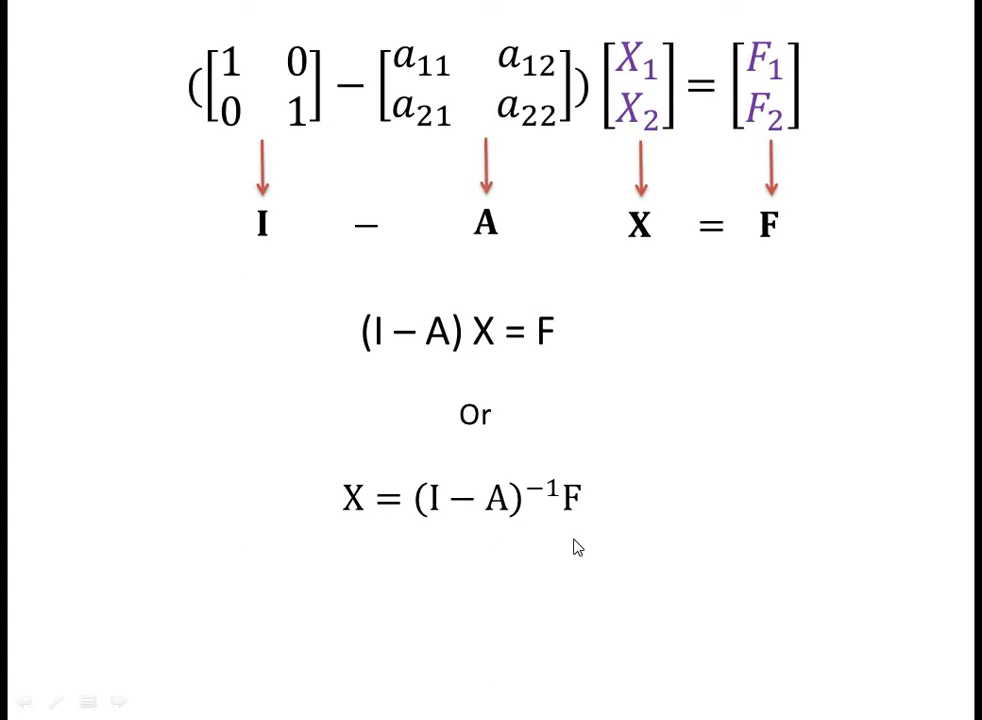 ([1 0
0 1] − [a₁₁ a₁₂
a₂₁ a₂₂]) [X₁
X₂] = [F₁
F₂]
I − A X = F
(I – A) X = F
Or
X = (I − A)⁻¹F